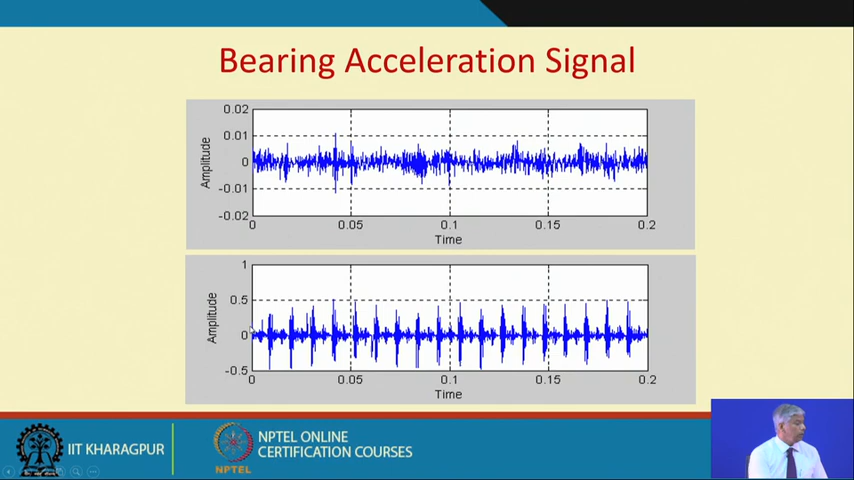 Bearing Acceleration Signal
0.02
0.01
0
-0.01
-0.02
Amplitude
0
0.05
0.1
0.15
0.2
Time
1
0.5
0
-0.5
Amplitude
0
0.05
0.1
0.15
0.2
Time
IIT KHARAGPUR
NPTEL
NPTEL ONLINE
CERTIFICATION COURSES